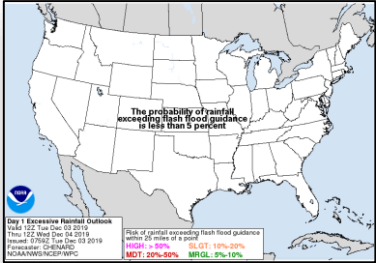 The probability of rainfall
exceeding flash flood guidance
is less than 5 percent
noaa
Day 1 Excessive Rainfall Outlook
Valid 12Z Tue Dec 03 2019
Thru 12Z Wed Dec 04 2019
Issued: 0759Z Tue Dec 03 2019
Forecaster: CHENARD
NOAA/NWS/NCEP/WPC
Risk of rainfall exceeding flash flood guidance
within 25 miles of a point
HIGH: > 50% SLGT: 10%-20%
MDT: 20%-50% MRGL: 5%-10%